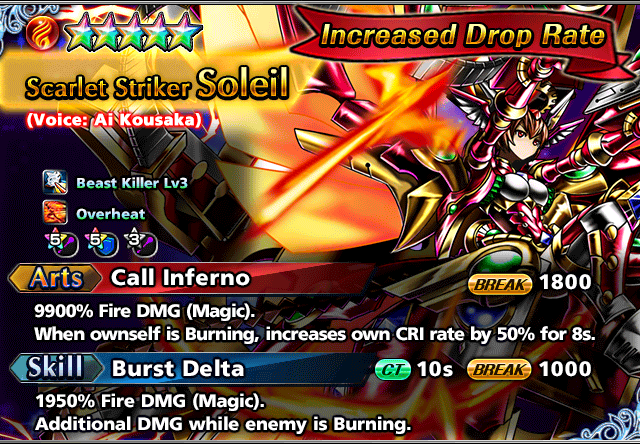 Increased Drop Rate
Scarlet Striker Soleil
(Voice: Ai Kousaka)
Beast Killer Lv3
Overheat
5 5 3
Arts Call Inferno BREAK 1800
9900% Fire DMG (Magic).
When ownself is Burning, increases own CRI rate by 50% for 8s.
Skill Burst Delta CT 10s BREAK 1000
1950% Fire DMG (Magic).
Additional DMG while enemy is Burning.